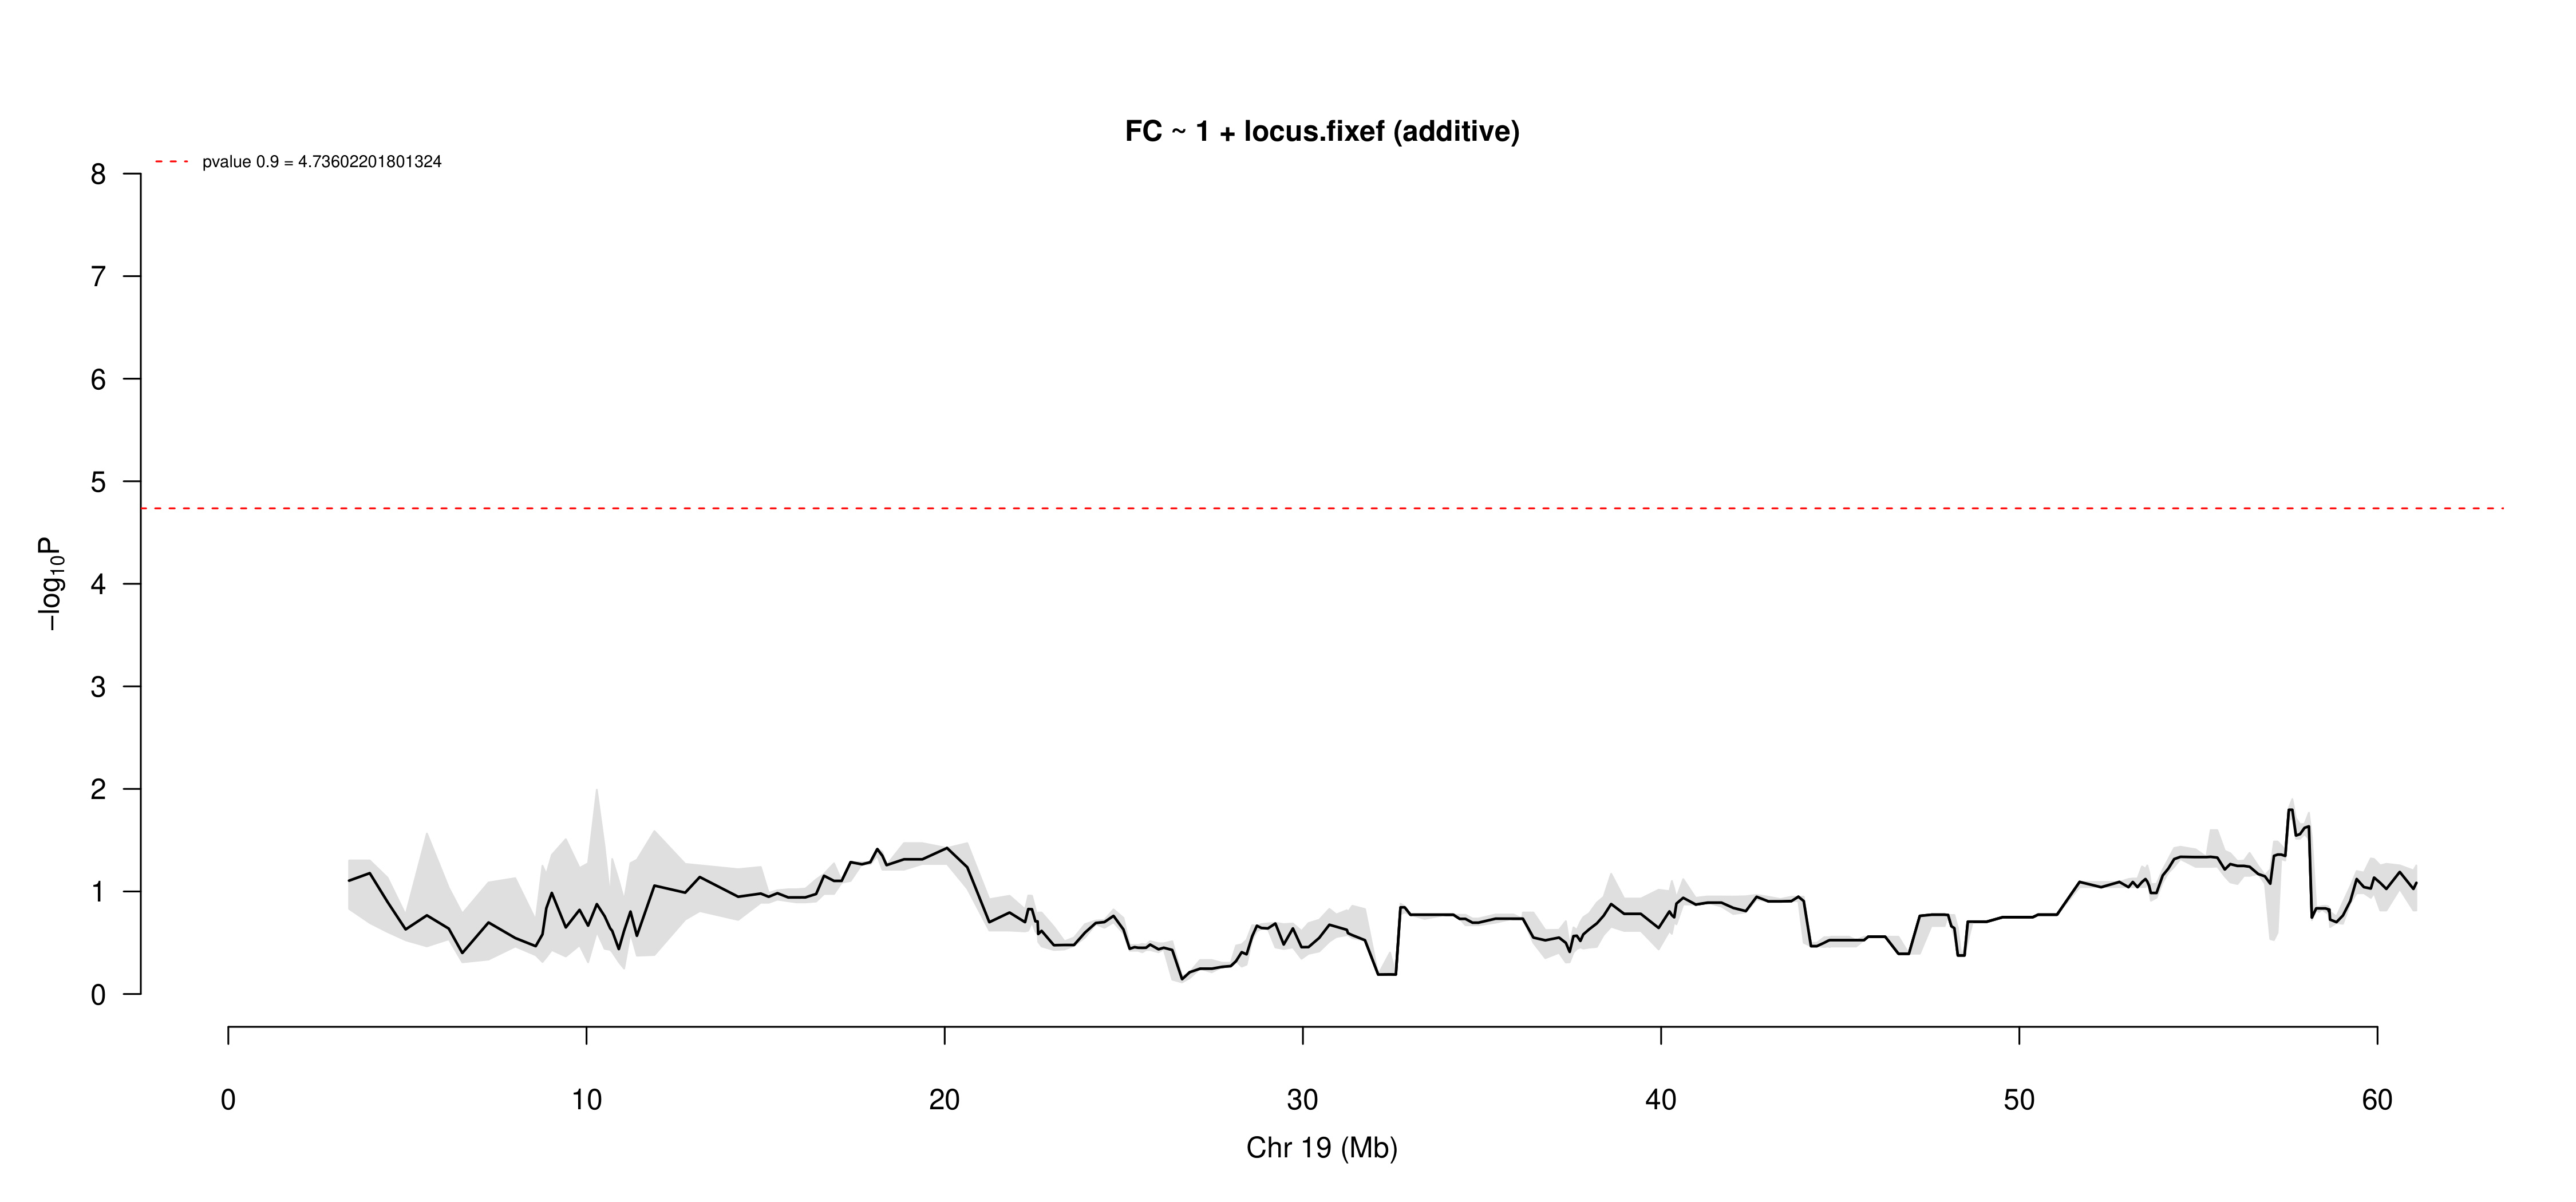 FC ~ 1 + locus.fixef (additive)
pvalue 0.9 = 4.73602201801324
8
7
6
5
4
3
2
1
0
−log10P
0 10 20 30 40 50 60
Chr 19 (Mb)